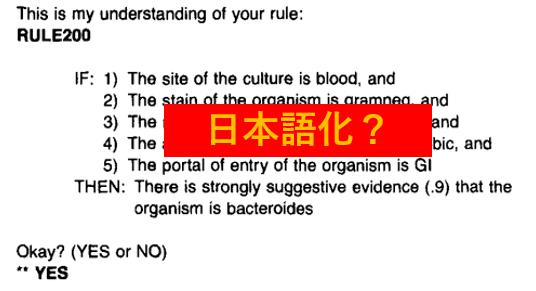 This is my understanding of your rule:
RULE200
IF: 1) The site of the culture is blood, and
2) The stain of the organism is gramneg, and
3) The and
日本語化？
4) The bic, and
5) The portal of entry of the organism is GI
THEN: There is strongly suggestive evidence (.9) that the
organism is bacteroides
Okay? (YES or NO)
** YES